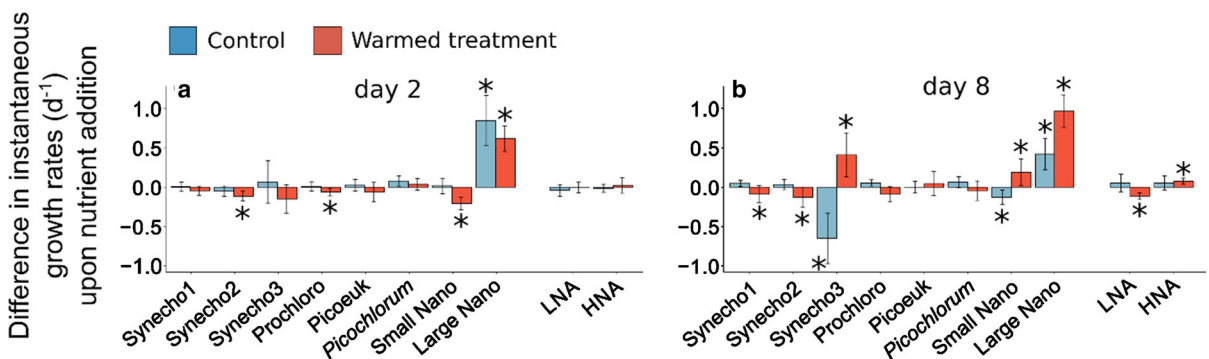 Difference in instantaneous
growth rates (d⁻¹)
upon nutrient addition
Control
Warmed treatment
a
day 2
*
*
1.0
0.5
0.0
−0.5
−1.0
*
*
*
Synecho1
Synecho2
Synecho3
Prochloro
Picoeuk
Picochlorum
Small Nano
Large Nano
LNA
HNA
b
day 8
*
*
*
*
*
1.0
0.5
0.0
−0.5
−1.0
*
*
*
*
*
Synecho1
Synecho2
Synecho3
Prochloro
Picoeuk
Picochlorum
Small Nano
Large Nano
LNA
HNA